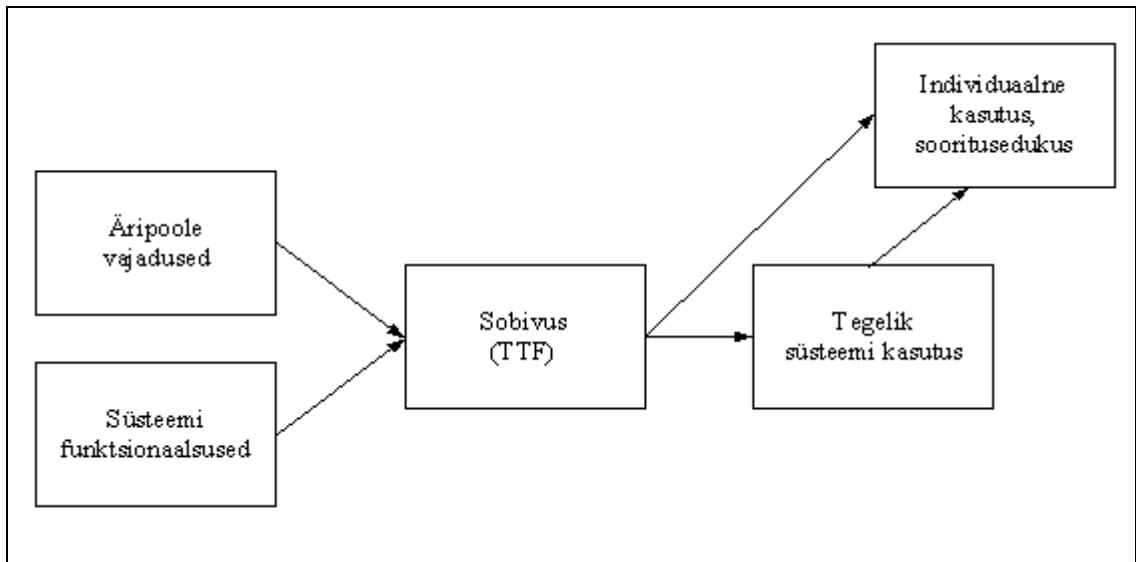 Äripoole
vajadused
Süsteemi
funktsionaalsused
Sobivus
(TTF)
Tegelik
süsteemi kasutus
Individuaalne
kasutus,
sooritusedukus